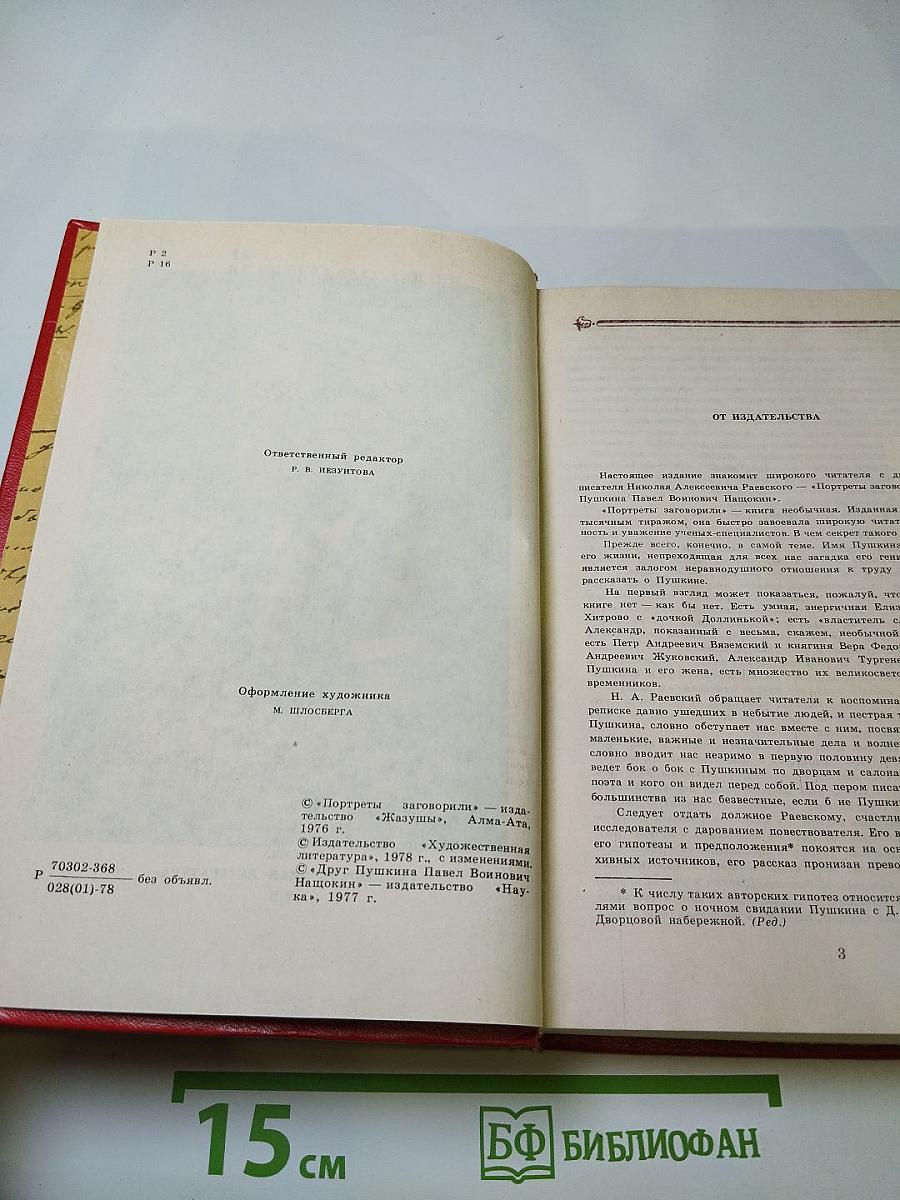 Р 2
Р 16
Ответственный редактор
Р. В. ИЕЗУИТОВА
Оформление художника
М. ШЛОСБЕРГА
© «Портреты заговорили» — изда-
тельство «Жазушы», Алма-Ата,
1976 г.
© Издательство «Художественная
литература», 1978 г., с изменениями.
© «Друг Пушкина Павел Воинович
Нащокин» — издательство «Нау-
ка», 1977 г.
Р 70302-368
028(01)-78 без объявл.
ОТ ИЗДАТЕЛЬСТВА
Настоящее издание знакомит широкого читателя с
писателя Николая Алексеевича Раевского — «Портреты
Пушкина Павел Воинович Нащокин».
«Портреты заговорили» — книга необычная. Изданная
тысячным тиражом, она быстро завоевала широкую
ность и уважение ученых-специалистов. В чем секрет такого
Прежде всего, конечно, в самой теме. Имя Пушкина
его жизни, непреходящая для всех нас загадка его
является залогом неравнодушного отношения к труду
рассказать о Пушкине.
На первый взгляд может показаться, пожалуй,
книге нет — как бы нет. Есть умная, энергичная
Хитрово с «дочкой Доллинькой»; есть «властитель
Александр, показанный с весьма, скажем, необычной
есть Петр Андреевич Вяземский и княгиня Вера
Андреевич Жуковский, Александр Иванович
Пушкина и его жена, есть множество их
временников.
Н. А. Раевский обращает читателя к
реписке давно ушедших в небытие людей, и пестрая
Пушкина, словно обступает нас вместе с ним,
маленькие, важные и незначительные дела и
словно вводит нас незримо в первую половину
ведет бок о бок с Пушкиным по дворцам и
поэта и кого он видел перед собой. Под пером
большинства из нас безвестные, если б не
Следует отдать должное Раевскому,
исследователя с дарованием повествователя. Его
его гипотезы и предположения* покоятся на
хивных источников, его рассказ пронизан
* К числу таких авторских гипотез относится
лями вопрос о ночном свидании Пушкина с Д.
Дворцовой набережной. (Ред.)
3
15 см
БФ БИБЛИОФАН